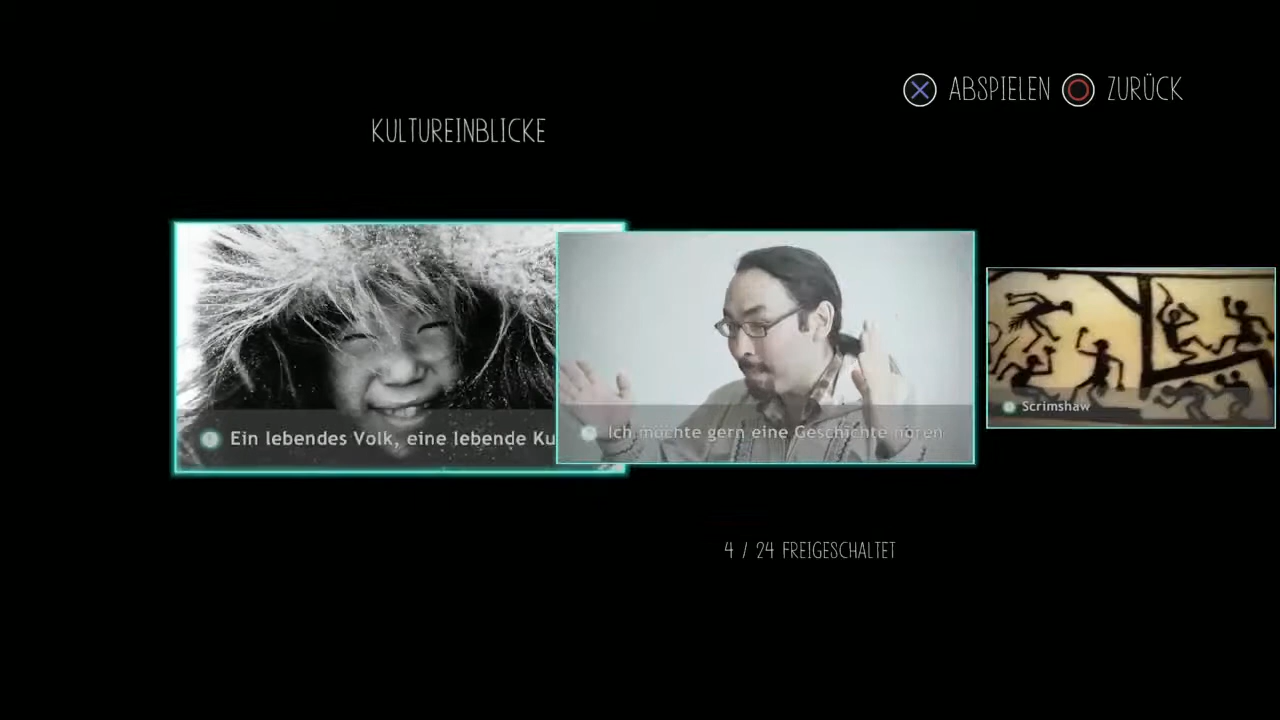 ABSPIELEN ZURÜCK
KULTUREINBLICKE
Ein lebendes Volk, eine lebende Ku
Ich möchte gern eine Geschichte hören
Scrimshaw
4 / 24 FREIGESCHALTET